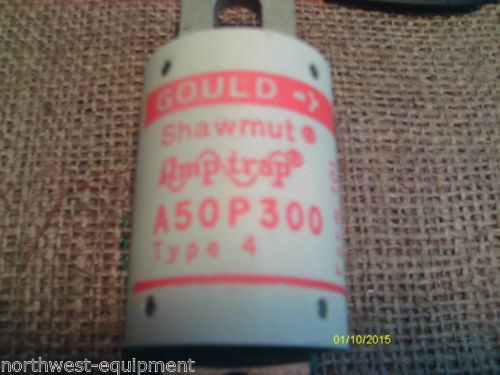 GOULD
Shawmut®
Amp-trap®
A50P300
Type 4
01/10/2015
northwest-equipment